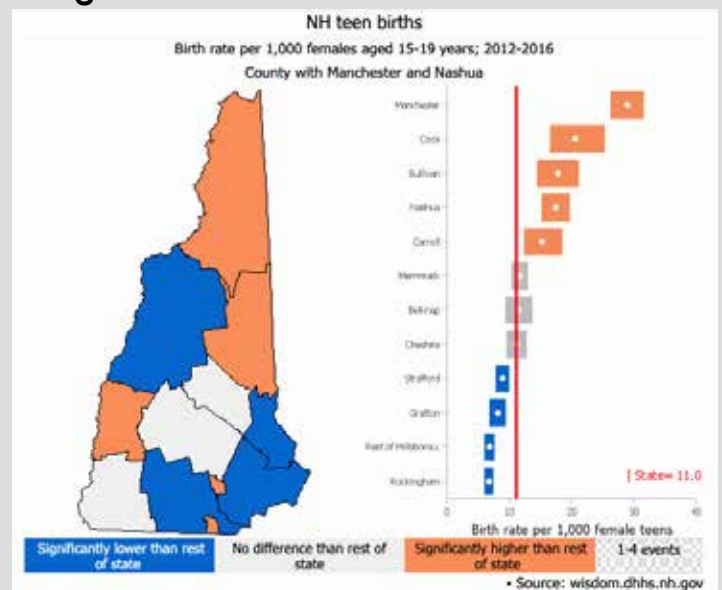 NH teen births
Birth rate per 1,000 females aged 15-19 years; 2012-2016
County with Manchester and Nashua
Manchester
Coos
Sullivan
Nashua
Carroll
Merrimack
Belknap
Cheshire
Strafford
Grafton
Rest of Hillsboro
Rockingham
| State= 11.0
0
10
20
30
40
Birth rate per 1,000 female teens
Significantly lower than rest of state
No difference than rest of state
Significantly higher than rest of state
1-4 events
• Source: wisdom.dhhs.nh.gov